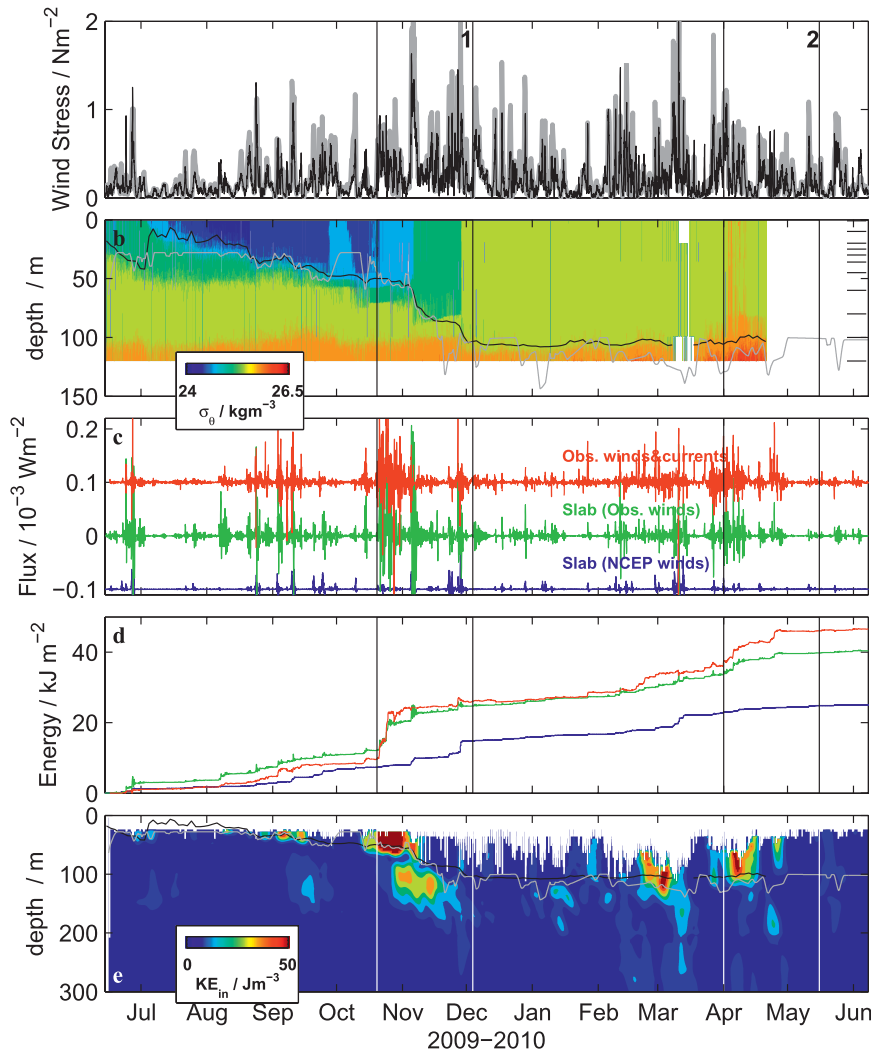 1
2
2
1
0
Wind Stress / Nm−2
b
0
50
100
150
depth / m
24
26.5
σθ / kgm−3
c
0.2
0.1
0
−0.1
Flux / 10−3 Wm−2
Obs. winds&currents
Slab (Obs. winds)
Slab (NCEP winds)
d
40
20
0
Energy / kJ m−2
0
100
200
300
depth / m
0
50
KEin / Jm−3
e
Jul Aug Sep Oct Nov Dec Jan Feb Mar Apr May Jun
2009−2010